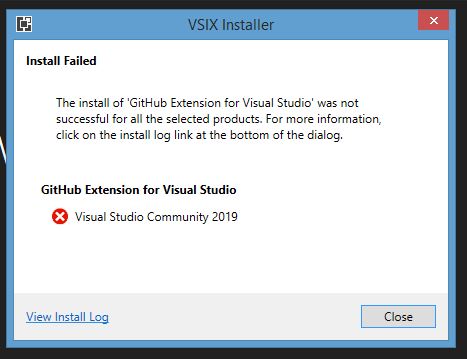 VSIX Installer
Install Failed
The install of 'GitHub Extension for Visual Studio' was not
successful for all the selected products. For more information,
click on the install log link at the bottom of the dialog.
GitHub Extension for Visual Studio
Visual Studio Community 2019
View Install Log
Close